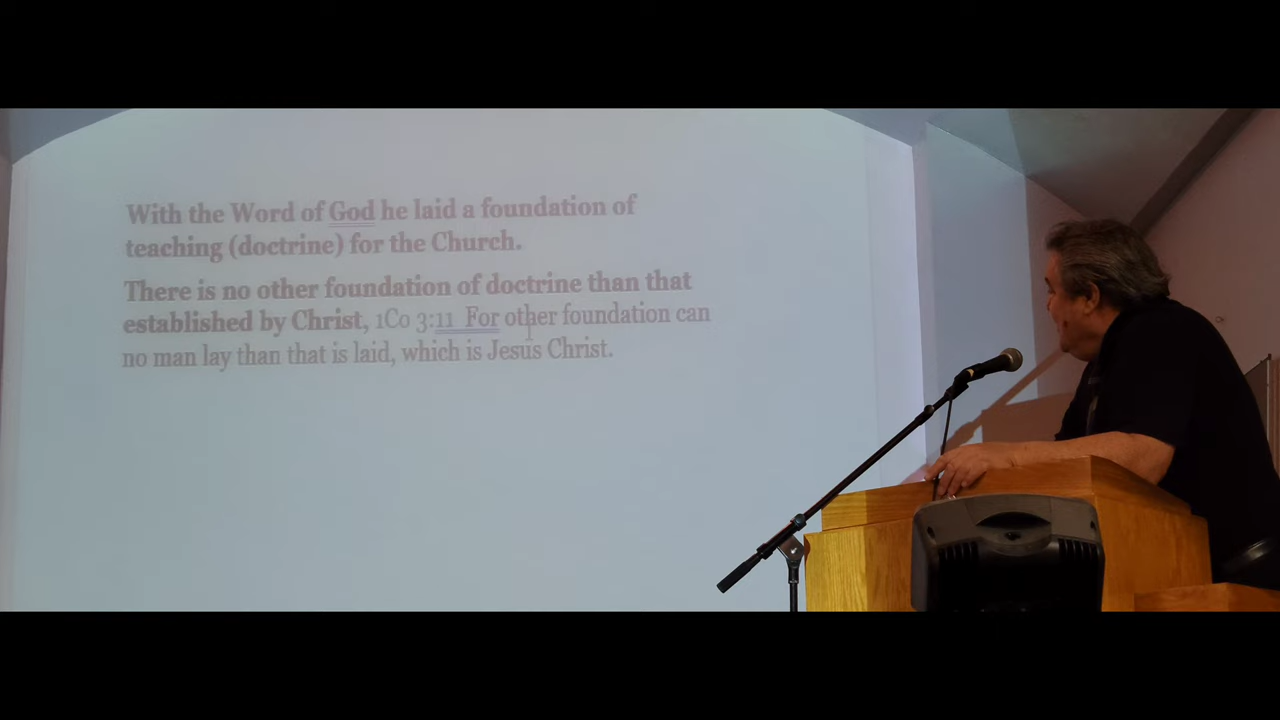 With the Word of God he laid a foundation of
teaching (doctrine) for the Church.
There is no other foundation of doctrine than that
established by Christ, 1Co 3:11 For other foundation can
no man lay than that is laid, which is Jesus Christ.